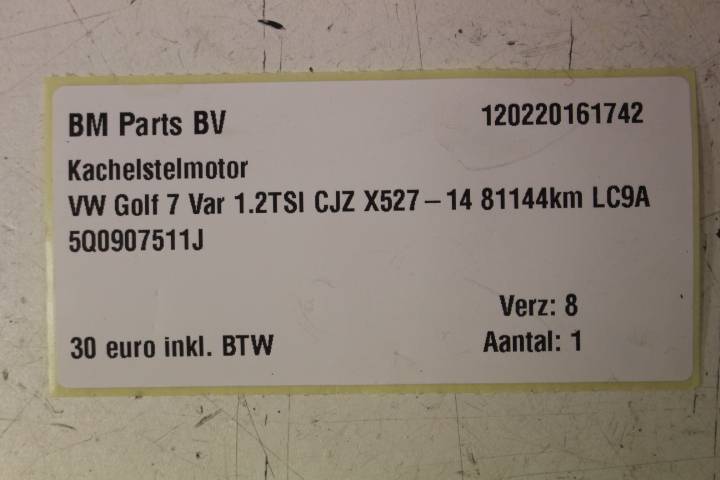 BM Parts BV 120220161742
Kachelstelmotor
VW Golf 7 Var 1.2TSI CJZ X527-14 81144km LC9A
5Q0907511J
Verz: 8
30 euro inkl. BTW Aantal: 1